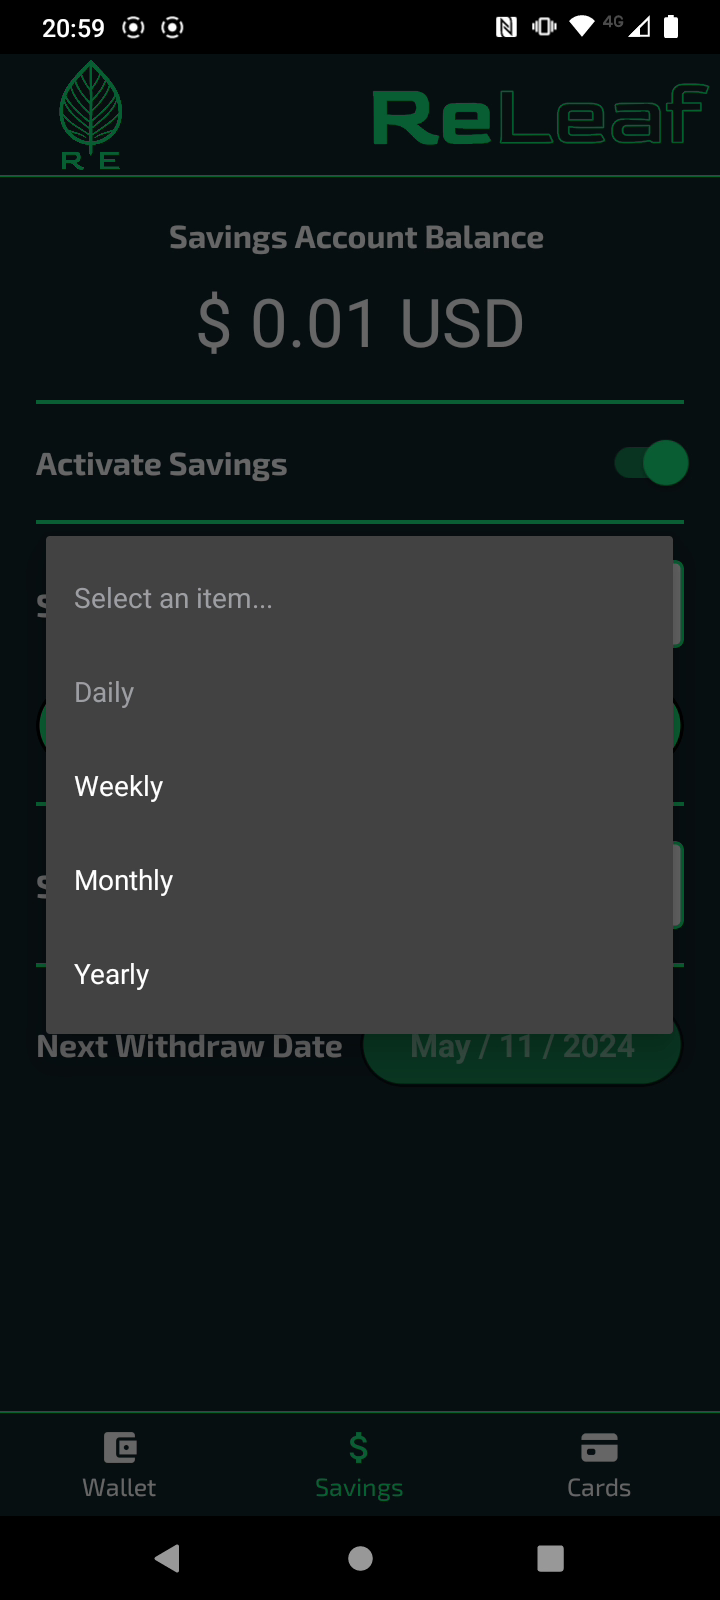 20:59
4G
R E
ReLeaf
Savings Account Balance
$ 0.01 USD
Activate Savings
Select an item...
Daily
Weekly
Monthly
Yearly
Next Withdraw Date
May / 11 / 2024
Wallet
Savings
Cards